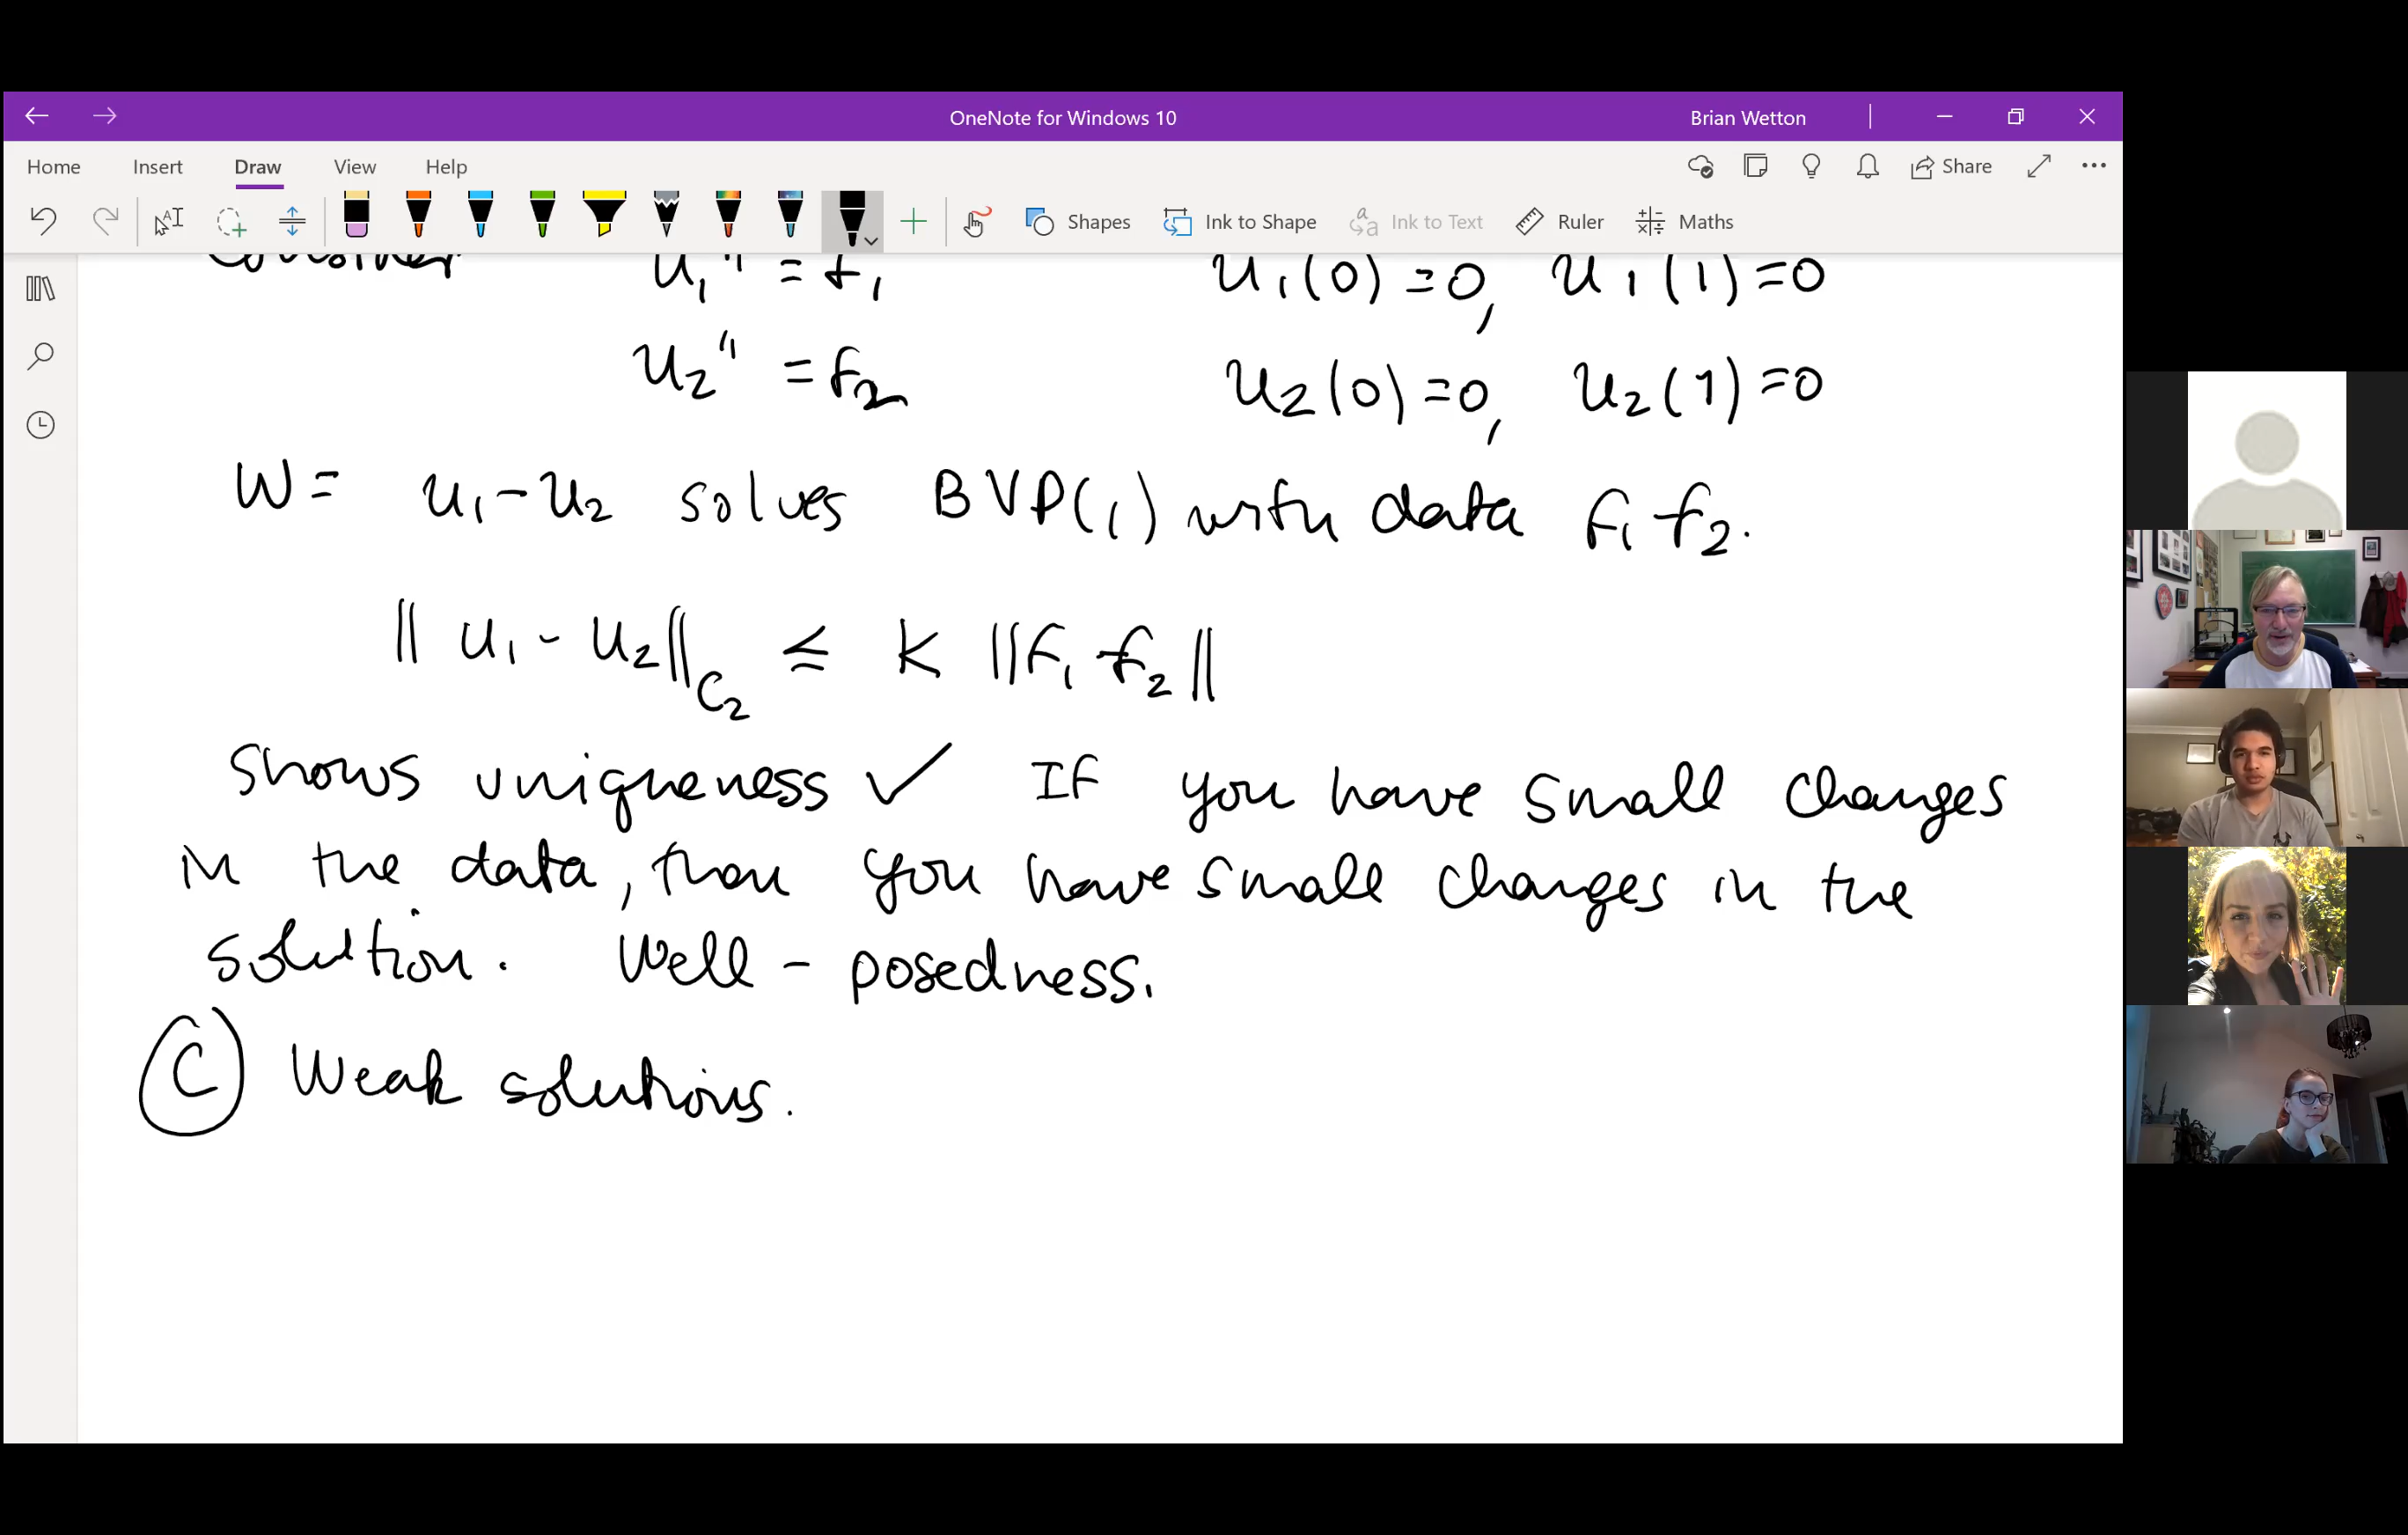 OneNote for Windows 10
Brian Wetton
Home Insert Draw View Help
Share
Shapes Ink to Shape Ink to Text Ruler Maths
Consider u₁'' = f₁ u₁(0) = 0, u₁(1) = 0
u₂'' = f₂ u₂(0) = 0, u₂(1) = 0
W = u₁ - u₂ solves BVP(1) with data f₁ - f₂.
‖u₁ - u₂‖_C₂ ≤ K ‖f₁ - f₂‖
Shows uniqueness ✓ If you have small changes
in the data, then you have small changes in the
solution. Well-posedness.
Ⓒ Weak solutions.